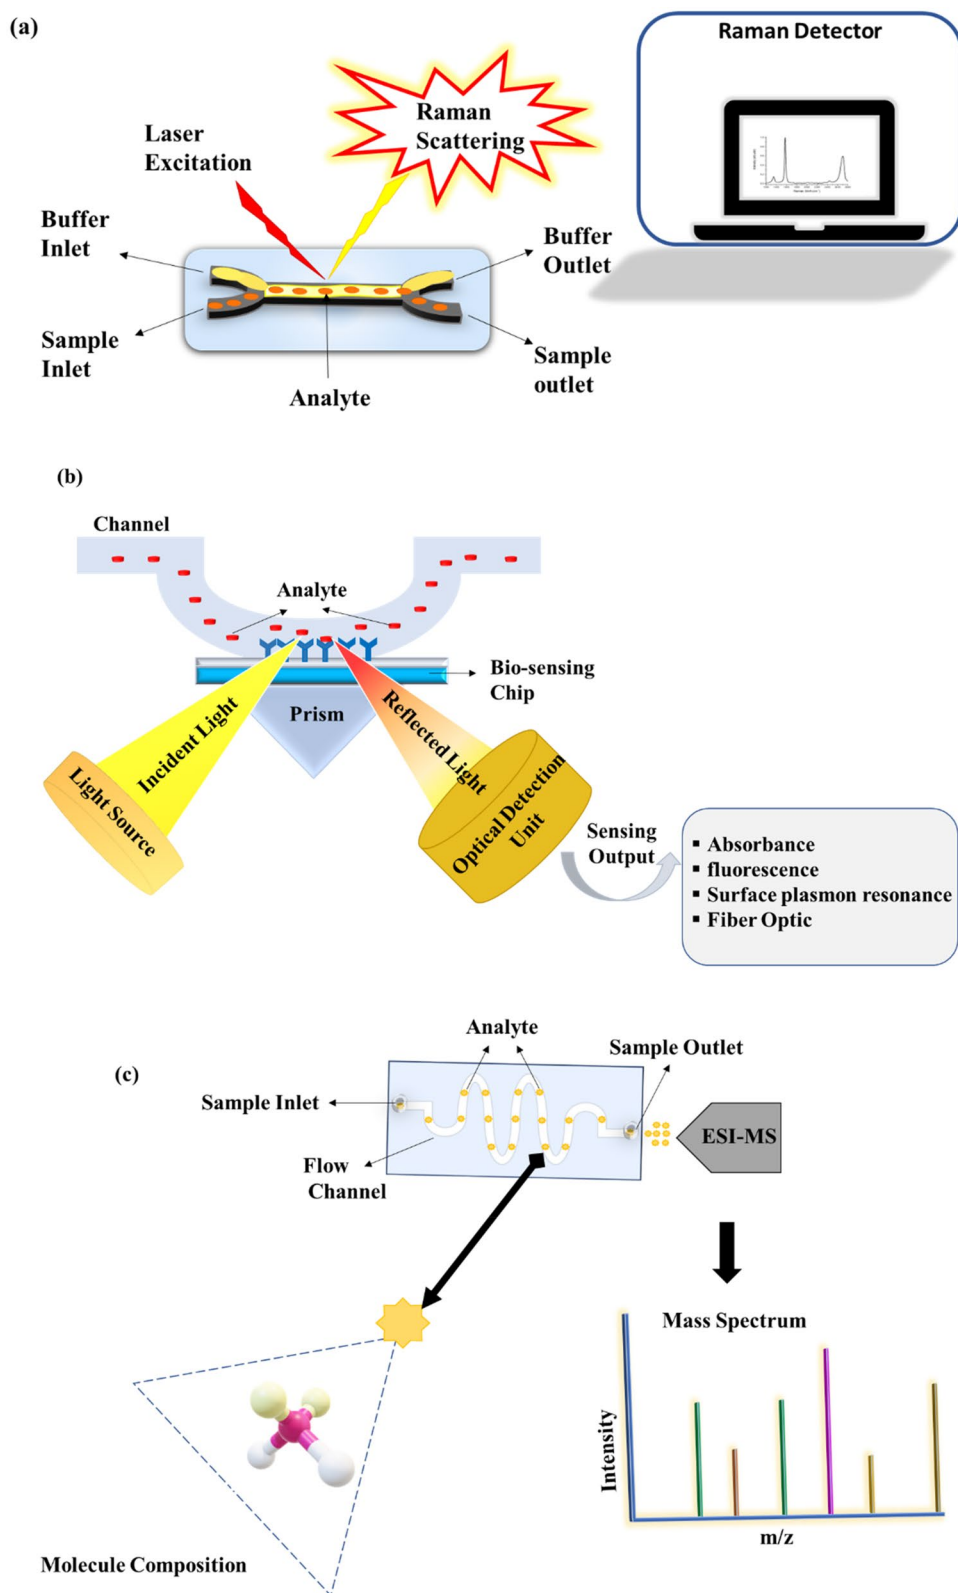 (a)
Raman Detector
Raman
Scattering
Laser
Excitation
Buffer
Inlet
Buffer
Outlet
Sample
Inlet
Sample
outlet
Analyte
(b)
Channel
Analyte
Bio-sensing
Chip
Prism
Incident Light
Reflected Light
Light Source
Optical Detection
Unit
Sensing
Output
▪ Absorbance
▪ fluorescence
▪ Surface plasmon resonance
▪ Fiber Optic
(c)
Analyte
Sample Outlet
Sample Inlet
ESI-MS
Flow
Channel
Mass Spectrum
Intensity
m/z
Molecule Composition